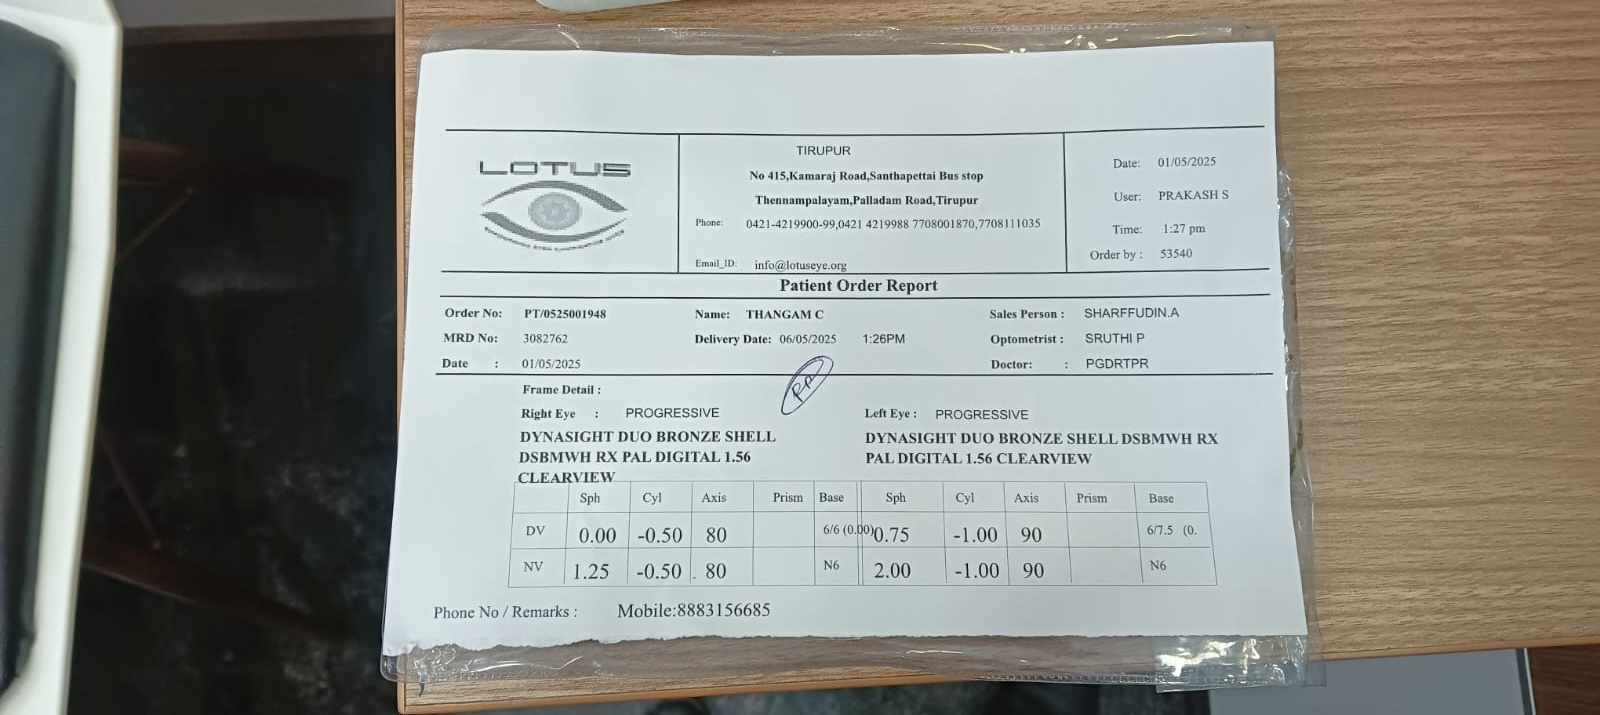 LOTUS
TIRUPUR
No 415,Kamaraj Road,Santhapettai Bus stop
Thennampalayam,Palladam Road,Tirupur
Phone: 0421-4219900-99,0421 4219988 7708001870,7708111035
Email_ID: info@lotuseye.org
Date: 01/05/2025
User: PRAKASH S
Time: 1:27 pm
Order by : 53540
Patient Order Report
Order No: PT/0525001948 Name: THANGAM C Sales Person : SHARFFUDIN.A
MRD No: 3082762 Delivery Date: 06/05/2025 1:26PM Optometrist : SRUTHI P
Date : 01/05/2025 Doctor: : PGDRTPR
Frame Detail :
Right Eye : PROGRESSIVE Left Eye : PROGRESSIVE
DYNASIGHT DUO BRONZE SHELL
DSBMWH RX PAL DIGITAL 1.56
CLEARVIEW
DYNASIGHT DUO BRONZE SHELL DSBMWH RX
PAL DIGITAL 1.56 CLEARVIEW
Sph Cyl Axis Prism Base Sph Cyl Axis Prism Base
DV 0.00 -0.50 80 6/6 (0.00) 0.75 -1.00 90 6/7.5 (0.
NV 1.25 -0.50 80 N6 2.00 -1.00 90 N6
Phone No / Remarks : Mobile:8883156685